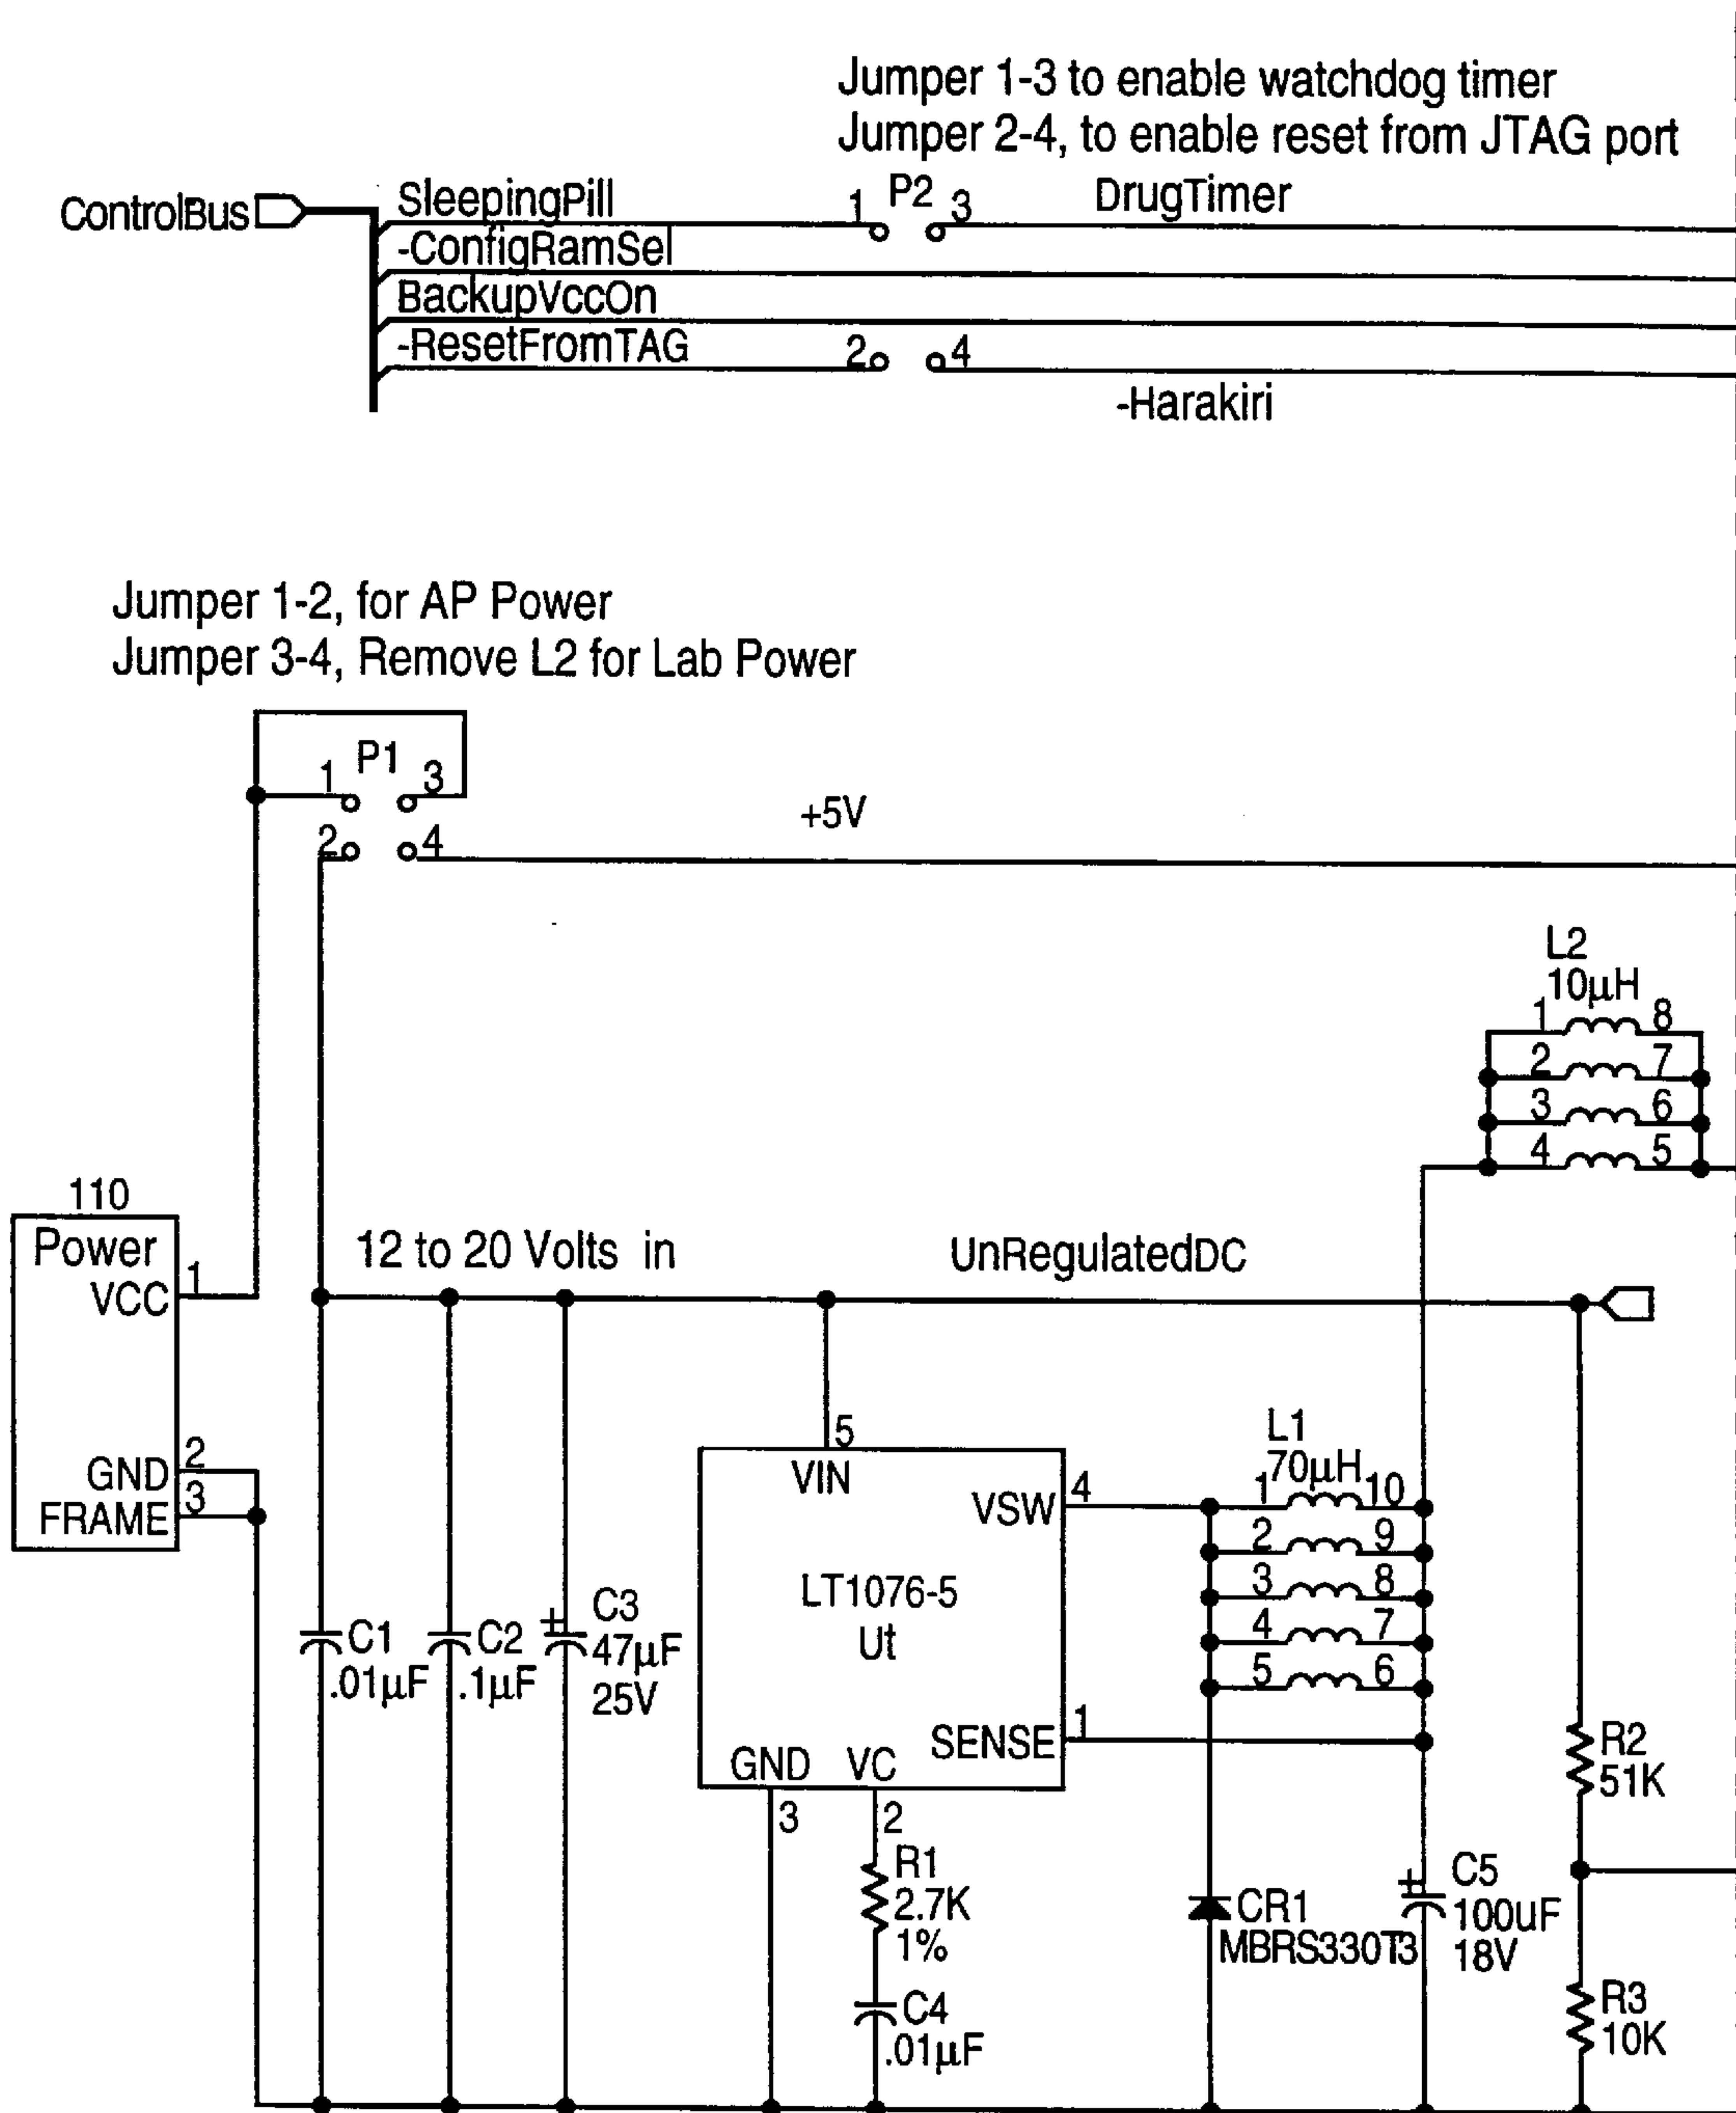 Jumper 1-3 to enable watchdog timer
Jumper 2-4, to enable reset from JTAG port
ControlBus
SleepingPill
1 P2 3
DrugTimer
-ConfigRamSel
BackupVccOn
-ResetFromTAG
2 4
-Harakiri
Jumper 1-2, for AP Power
Jumper 3-4, Remove L2 for Lab Power
1 P1 3
2 4
+5V
L2
10µH
1 8
2 7
3 6
4 5
110
Power
VCC 1
GND 2
FRAME 3
12 to 20 Volts in
UnRegulatedDC
5
VIN
VSW 4
LT1076-5
Ut
SENSE 1
GND VC
3 2
L1
70µH
1 10
2 9
3 8
4 7
5 6
C1
.01µF
C2
.1µF
C3
47µF
25V
R1
2.7K
1%
C4
.01µF
CR1
MBRS330T3
C5
100uF
18V
R2
51K
R3
10K